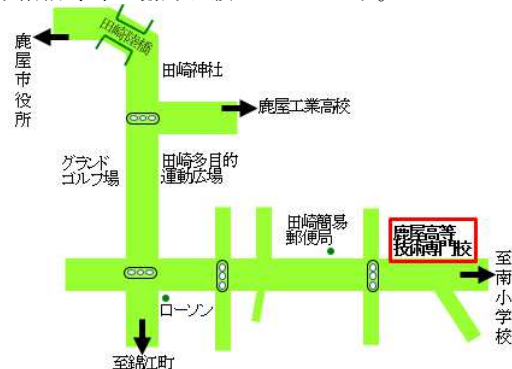 田崎陸橋
鹿屋市役所
田崎神社
鹿屋工業高校
グランド
ゴルフ場
田崎多目的
運動広場
田崎簡易
郵便局
鹿屋高等
技術専門校
至南小学校
ローソン
至錦江町